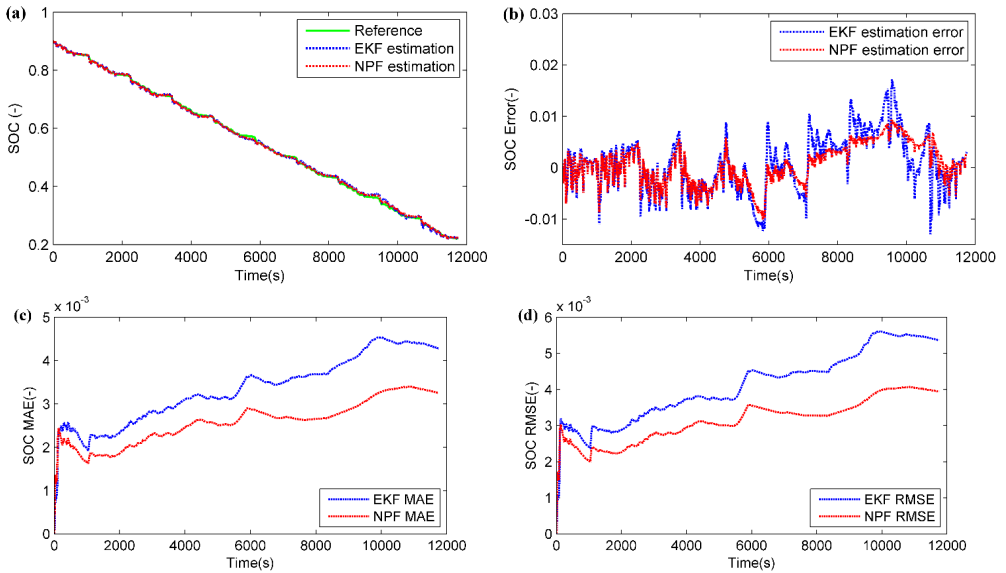 (a)
1
0.8
0.6
0.4
0.2
SOC (-)
Reference
EKF estimation
NPF estimation
0 2000 4000 6000 8000 10000 12000
Time(s)
(b)
0.03
0.02
0.01
0
-0.01
SOC Error(-)
EKF estimation error
NPF estimation error
0 2000 4000 6000 8000 10000 12000
Time(s)
(c)
x 10⁻³
5
4
3
2
1
0
SOC MAE(-)
EKF MAE
NPF MAE
0 2000 4000 6000 8000 10000 12000
Time(s)
(d)
x 10⁻³
6
5
4
3
2
1
0
SOC RMSE(-)
EKF RMSE
NPF RMSE
0 2000 4000 6000 8000 10000 12000
Time(s)